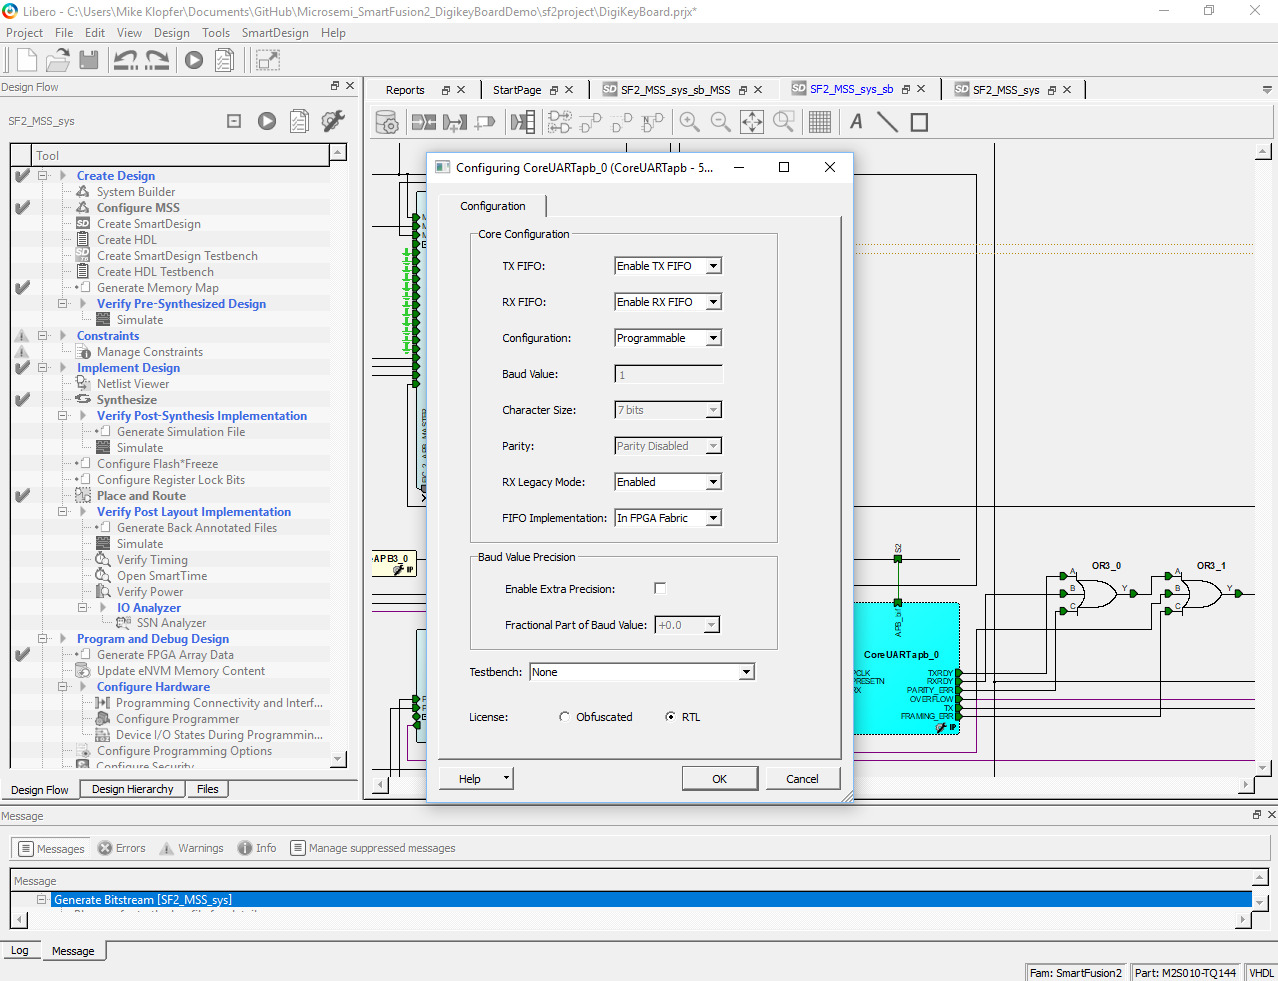 Libero - C:\Users\Mike Klopfer\Documents\GitHub\Microsemi_SmartFusion2_DigikeyBoardDemo\sf2project\DigiKeyBoard.prjx*
Project File Edit View Design Tools SmartDesign Help
Design Flow
Reports StartPage SF2_MSS_sys_sb_MSS SF2_MSS_sys_sb SF2_MSS_sys
SF2_MSS_sys
Tool
Create Design
System Builder
Configure MSS
Create SmartDesign
Create HDL
Create SmartDesign Testbench
Create HDL Testbench
Generate Memory Map
Verify Pre-Synthesized Design
Simulate
Constraints
Manage Constraints
Implement Design
Netlist Viewer
Synthesize
Verify Post-Synthesis Implementation
Generate Simulation File
Simulate
Configure Flash*Freeze
Configure Register Lock Bits
Place and Route
Verify Post Layout Implementation
Generate Back Annotated Files
Simulate
Verify Timing
Open SmartTime
Verify Power
IO Analyzer
SSN Analyzer
Program and Debug Design
Generate FPGA Array Data
Update eNVM Memory Content
Configure Hardware
Programming Connectivity and Interf...
Configure Programmer
Device I/O States During Programmin...
Configure Programming Options
Configure Security
Design Flow Design Hierarchy Files
Configuring CoreUARTapb_0 (CoreUARTapb - 5...
Configuration
Core Configuration
TX FIFO: Enable TX FIFO
RX FIFO: Enable RX FIFO
Configuration: Programmable
Baud Value: 1
Character Size: 7 bits
Parity: Parity Disabled
RX Legacy Mode: Enabled
FIFO Implementation: In FPGA Fabric
Baud Value Precision
Enable Extra Precision:
Fractional Part of Baud Value: +0.0
Testbench: None
License: Obfuscated RTL
Help OK Cancel
APB3_0
IP
S2
APB_bif
CoreUARTapb_0
PCLK
PRESETN
RX
TXRDY
RXRDY
PARITY_ERR
OVERFLOW
TX
FRAMING_ERR
IP
OR3_0
A
B
C
Y
OR3_1
A
B
C
Y
Message
Messages Errors Warnings Info Manage suppressed messages
Message
Generate Bitstream [SF2_MSS_sys]
Log Message
Fam: SmartFusion2 Part: M2S010-TQ144 VHDL